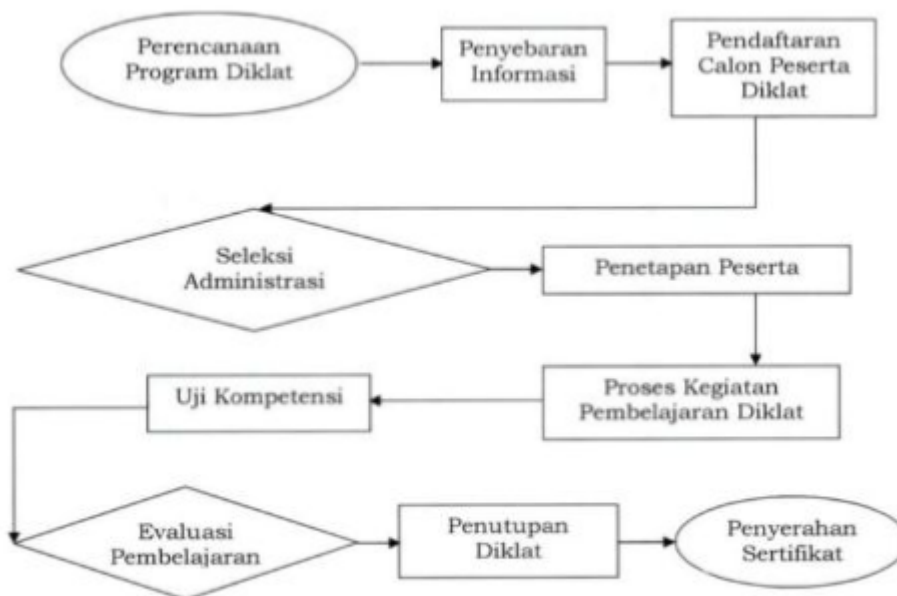 Perencanaan
Program Diklat
Penyebaran
Informasi
Pendaftaran
Calon Peserta
Diklat
Seleksi
Administrasi
Penetapan Peserta
Proses Kegiatan
Pembelajaran Diklat
Uji Kompetensi
Evaluasi
Pembelajaran
Penutupan
Diklat
Penyerahan
Sertifikat